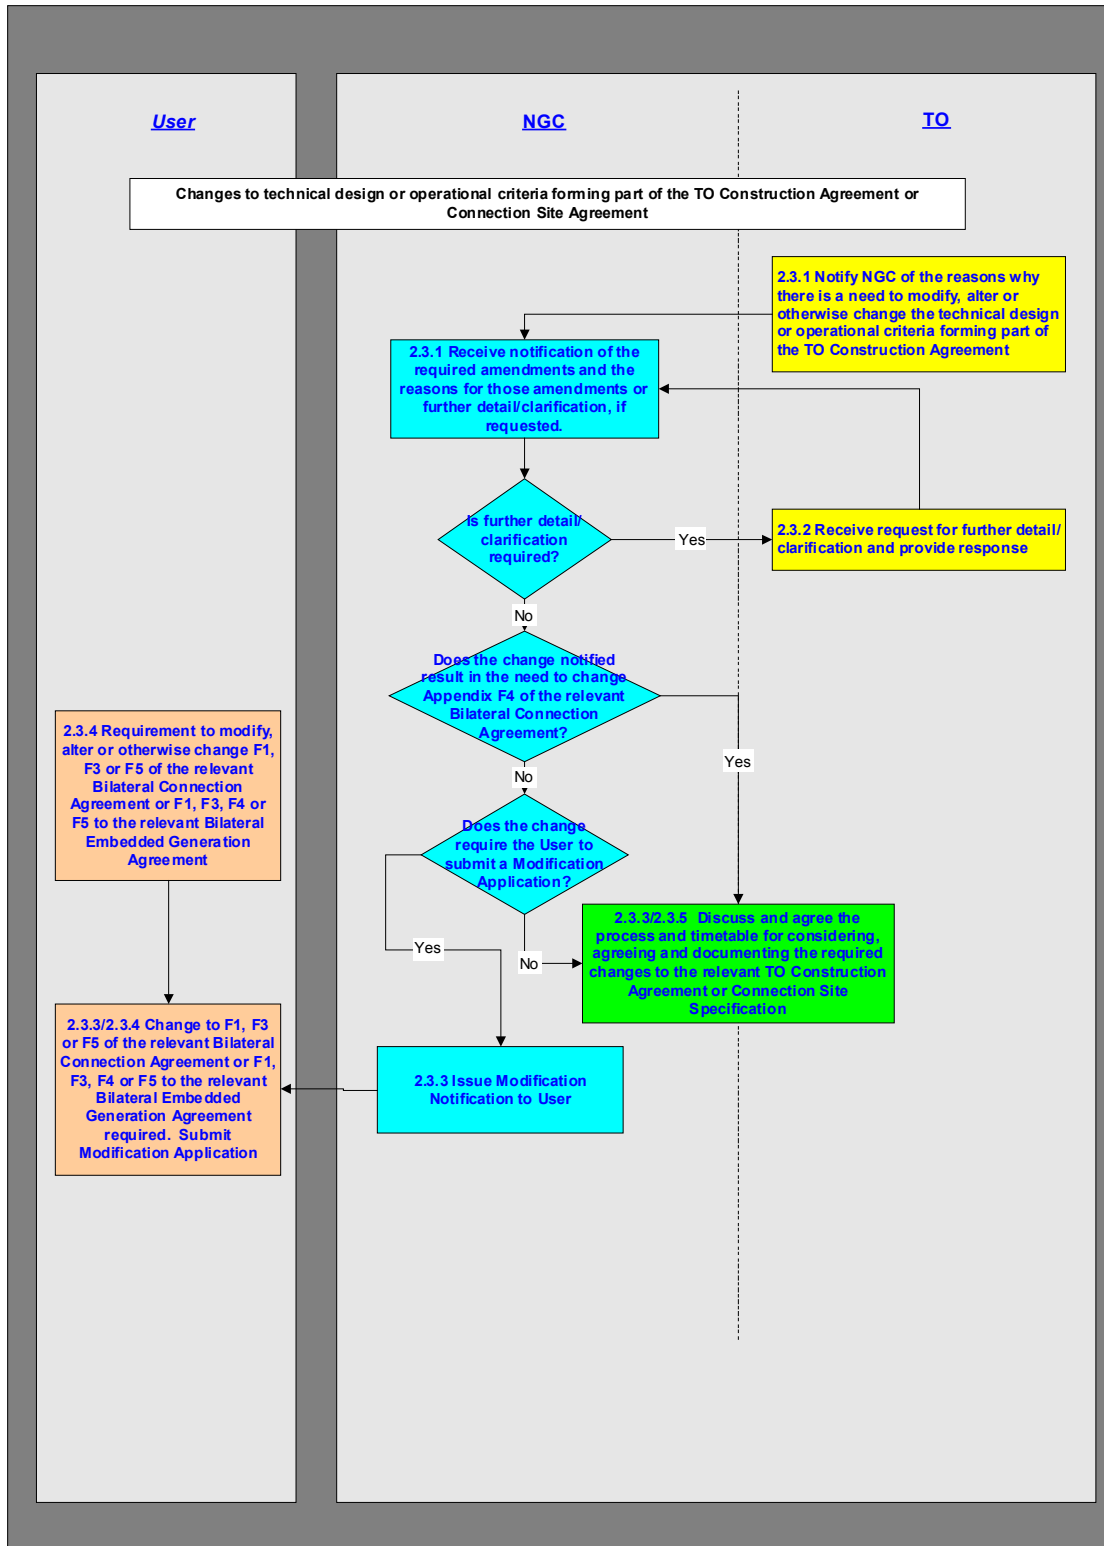 User
NGC
TO
Changes to technical design or operational criteria forming part of the TO Construction Agreement or
Connection Site Agreement
2.3.1 Notify NGC of the reasons why
there is a need to modify, alter or
otherwise change the technical design
or operational criteria forming part of
the TO Construction Agreement
2.3.1 Receive notification of the
required amendments and the
reasons for those amendments or
further detail/clarification, if
requested.
Is further detail/
clarification
required?
Yes
2.3.2 Receive request for further detail/
clarification and provide response
No
Does the change notified
result in the need to change
Appendix F4 of the relevant
Bilateral Connection
Agreement?
Yes
No
2.3.4 Requirement to modify,
alter or otherwise change F1,
F3 or F5 of the relevant
Bilateral Connection
Agreement or F1, F3, F4 or
F5 to the relevant Bilateral
Embedded Generation
Agreement
Does the change
require the User to
submit a Modification
Application?
Yes
No
2.3.3/2.3.5 Discuss and agree the
process and timetable for considering,
agreeing and documenting the required
changes to the relevant TO Construction
Agreement or Connection Site
Specification
2.3.3/2.3.4 Change to F1, F3
or F5 of the relevant Bilateral
Connection Agreement or F1,
F3, F4 or F5 to the relevant
Bilateral Embedded
Generation Agreement
required. Submit
Modification Application
2.3.3 Issue Modification
Notification to User